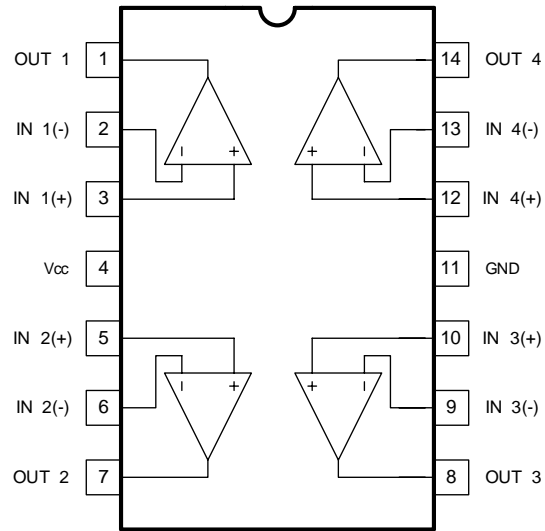 OUT 1 1 14 OUT 4
IN 1(-) 2 13 IN 4(-)
- + + -
IN 1(+) 3 12 IN 4(+)
Vcc 4 11 GND
IN 2(+) 5 10 IN 3(+)
- + + -
IN 2(-) 6 9 IN 3(-)
OUT 2 7 8 OUT 3